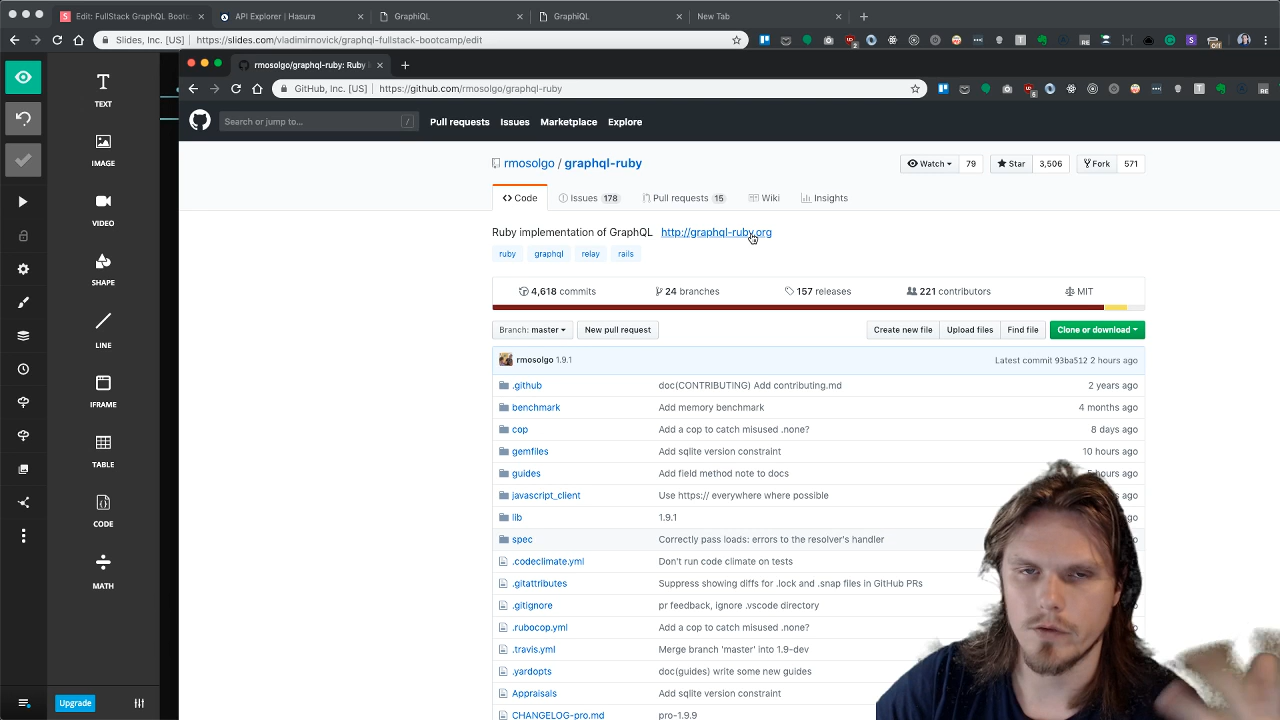 Edit: FullStack GraphQL Bootc
API Explorer | Hasura
GraphiQL
GraphiQL
New Tab
Slides, Inc. [US]
https://slides.com/vladimirnovick/graphql-fullstack-bootcamp/edit
TEXT
IMAGE
VIDEO
SHAPE
LINE
IFRAME
TABLE
CODE
MATH
Upgrade
rmosolgo/graphql-ruby: Ruby
GitHub, Inc. [US]
https://github.com/rmosolgo/graphql-ruby
Search or jump to... /
Pull requests Issues Marketplace Explore
rmosolgo / graphql-ruby
Watch 79 Star 3,506 Fork 571
Code Issues 178 Pull requests 15 Wiki Insights
Ruby implementation of GraphQL http://graphql-ruby.org
ruby graphql relay rails
4,618 commits 24 branches 157 releases 221 contributors MIT
Branch: master New pull request Create new file Upload files Find file Clone or download
rmosolgo 1.9.1 Latest commit 93ba512 2 hours ago
.github doc(CONTRIBUTING) Add contributing.md 2 years ago
benchmark Add memory benchmark 4 months ago
cop Add a cop to catch misused .none? 8 days ago
gemfiles Add sqlite version constraint 10 hours ago
guides Add field method note to docs hours ago
javascript_client Use https:// everywhere where possible ago
lib 1.9.1 ago
spec Correctly pass loads: errors to the resolver's handler
.codeclimate.yml Don't run code climate on tests
.gitattributes Suppress showing diffs for .lock and .snap files in GitHub PRs
.gitignore pr feedback, ignore .vscode directory
.rubocop.yml Add a cop to catch misused .none?
.travis.yml Merge branch 'master' into 1.9-dev
.yardopts doc(guides) write some new guides
Appraisals Add sqlite version constraint
CHANGELOG-pro.md pro-1.9.9